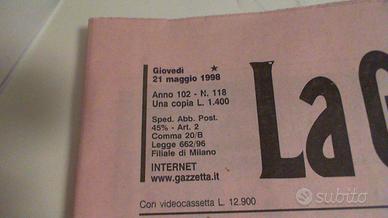 Giovedì
21 maggio 1998
Anno 102 - N. 118
Una copia L. 1.400
Sped. Abb. Post.
45% - Art. 2
Comma 20/B
Legge 662/96
Filiale di Milano
INTERNET
www.gazzetta.it
Con videocassetta L. 12.900
La G
subito